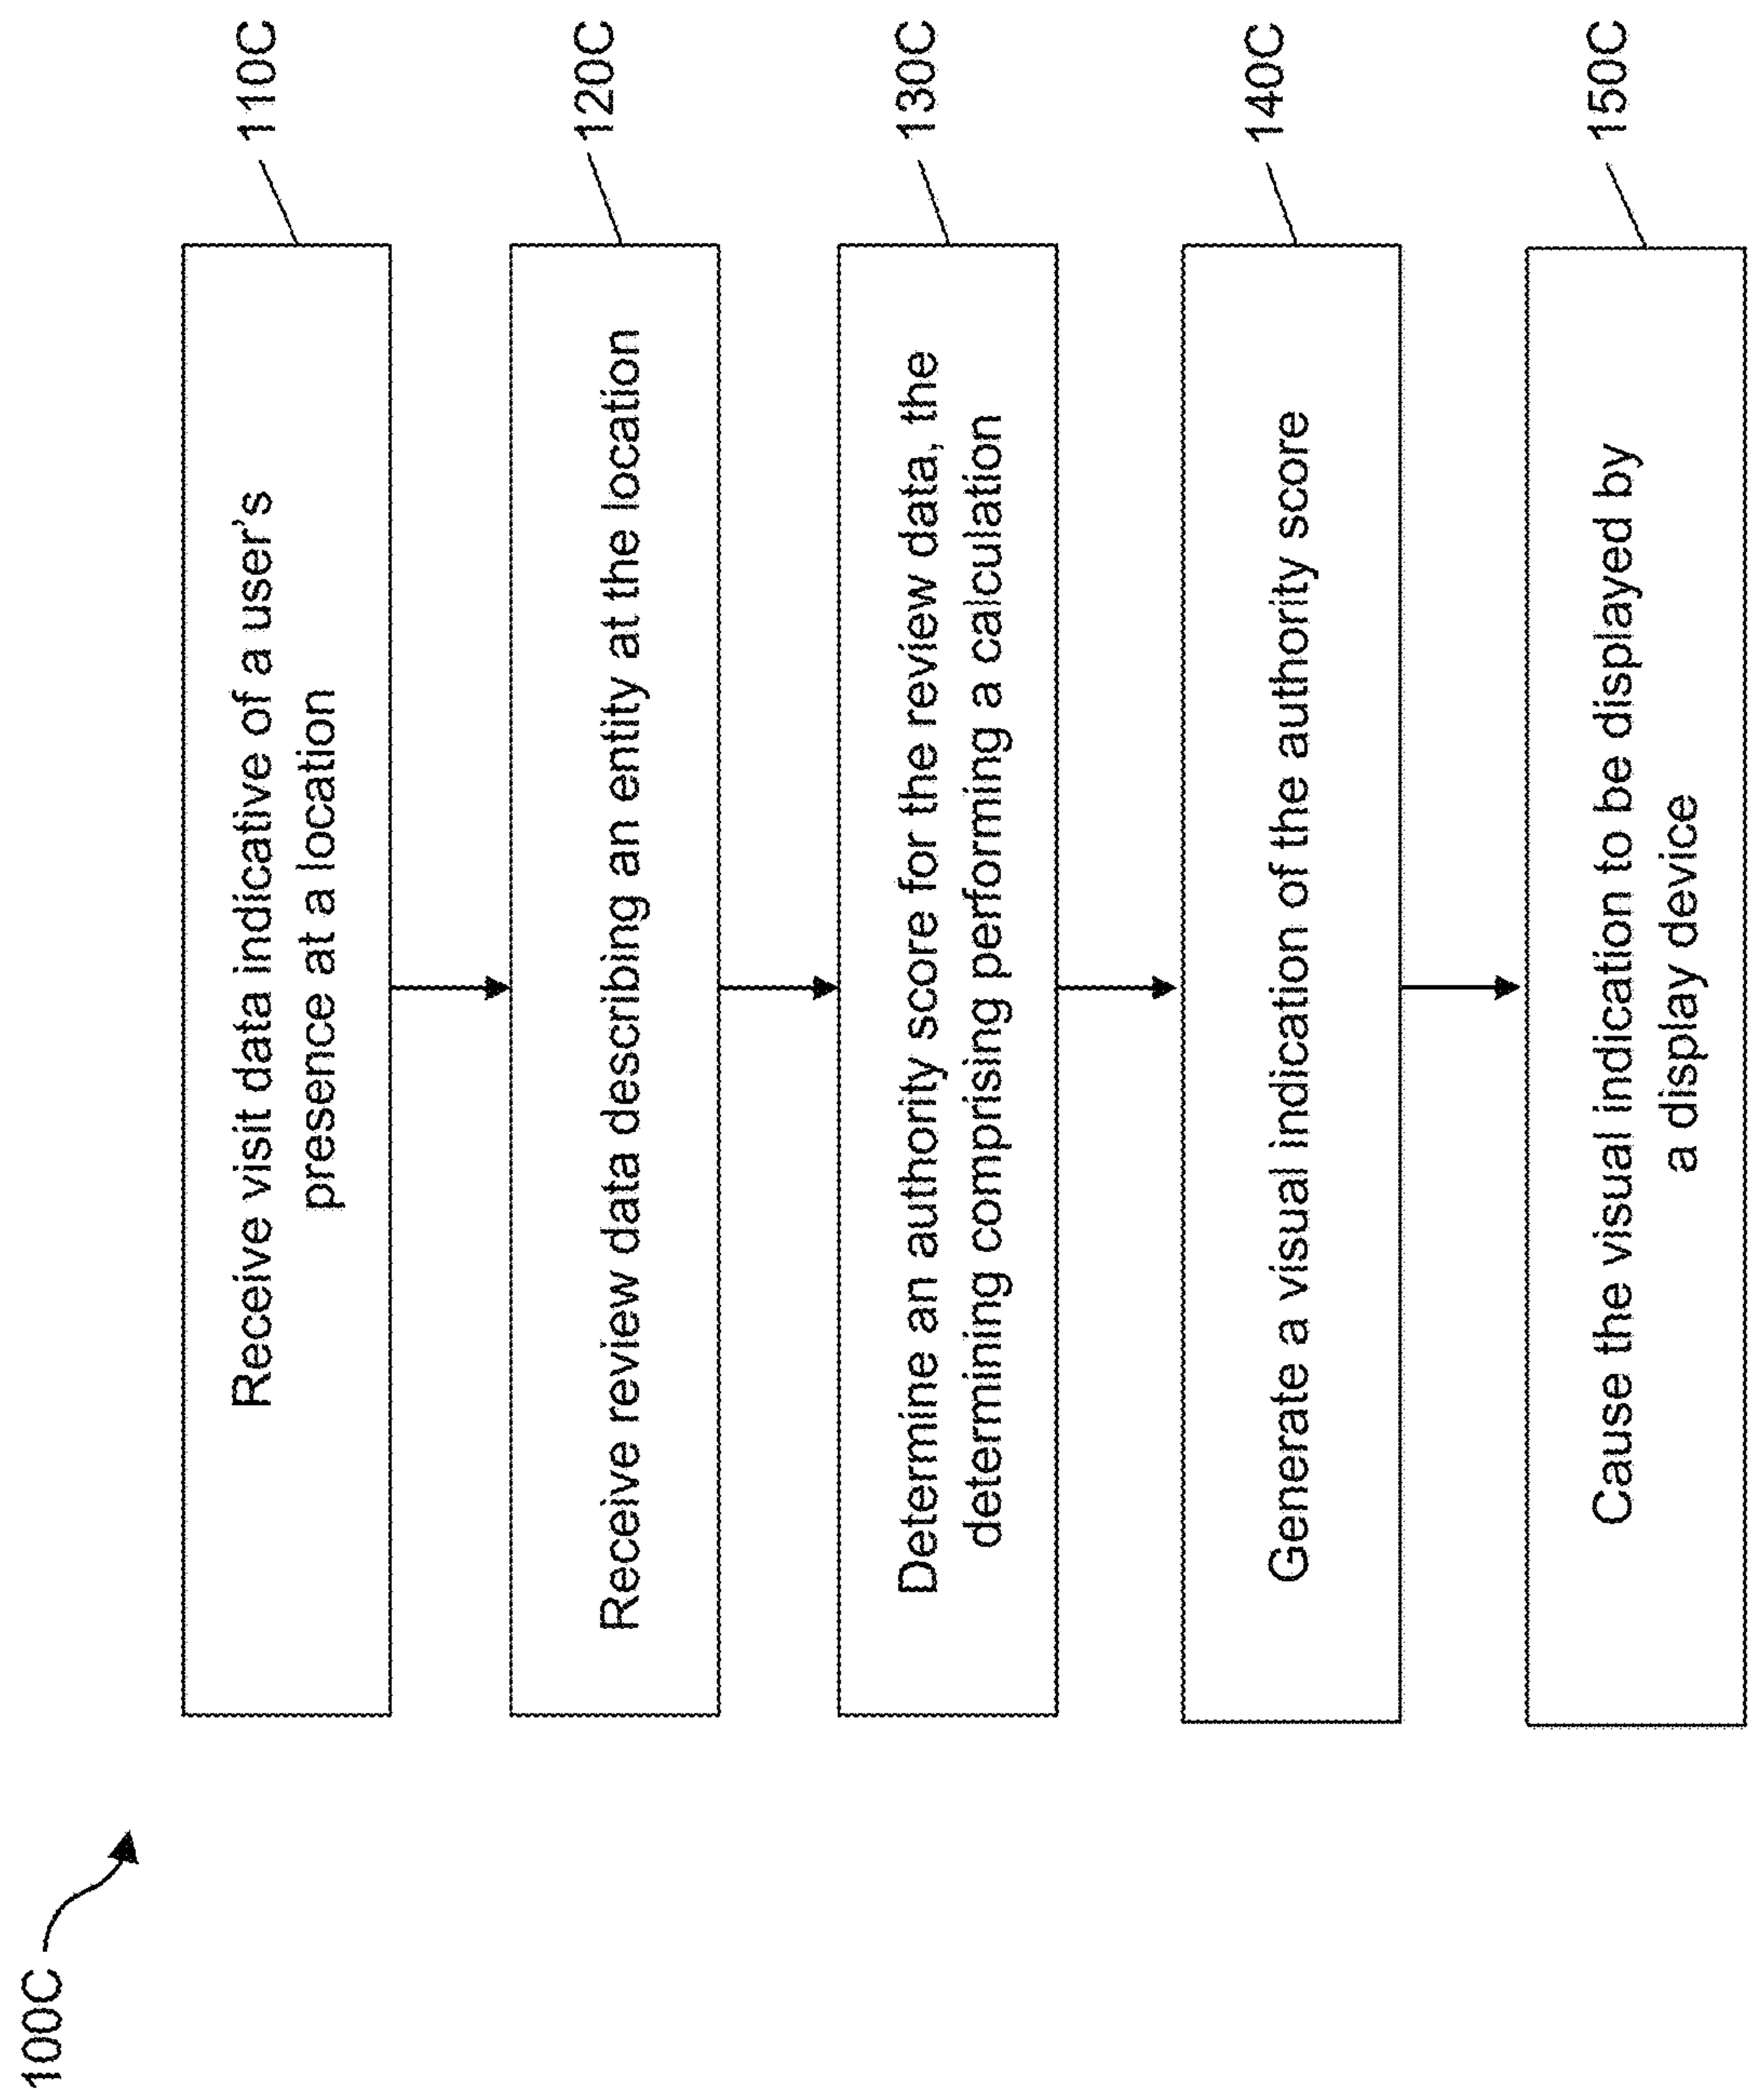 100C
Receive visit data indicative of a user's
presence at a location
110C
Receive review data describing an entity at the location
120C
Determine an authority score for the review data, the
determining comprising performing a calculation
130C
Generate a visual indication of the authority score
140C
Cause the visual indication to be displayed by
a display device
150C